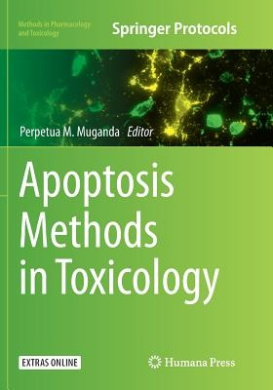 Methods in Pharmacology
and Toxicology
Springer Protocols
Perpetua M. Muganda Editor
Apoptosis
Methods
in Toxicology
EXTRAS ONLINE
Humana Press